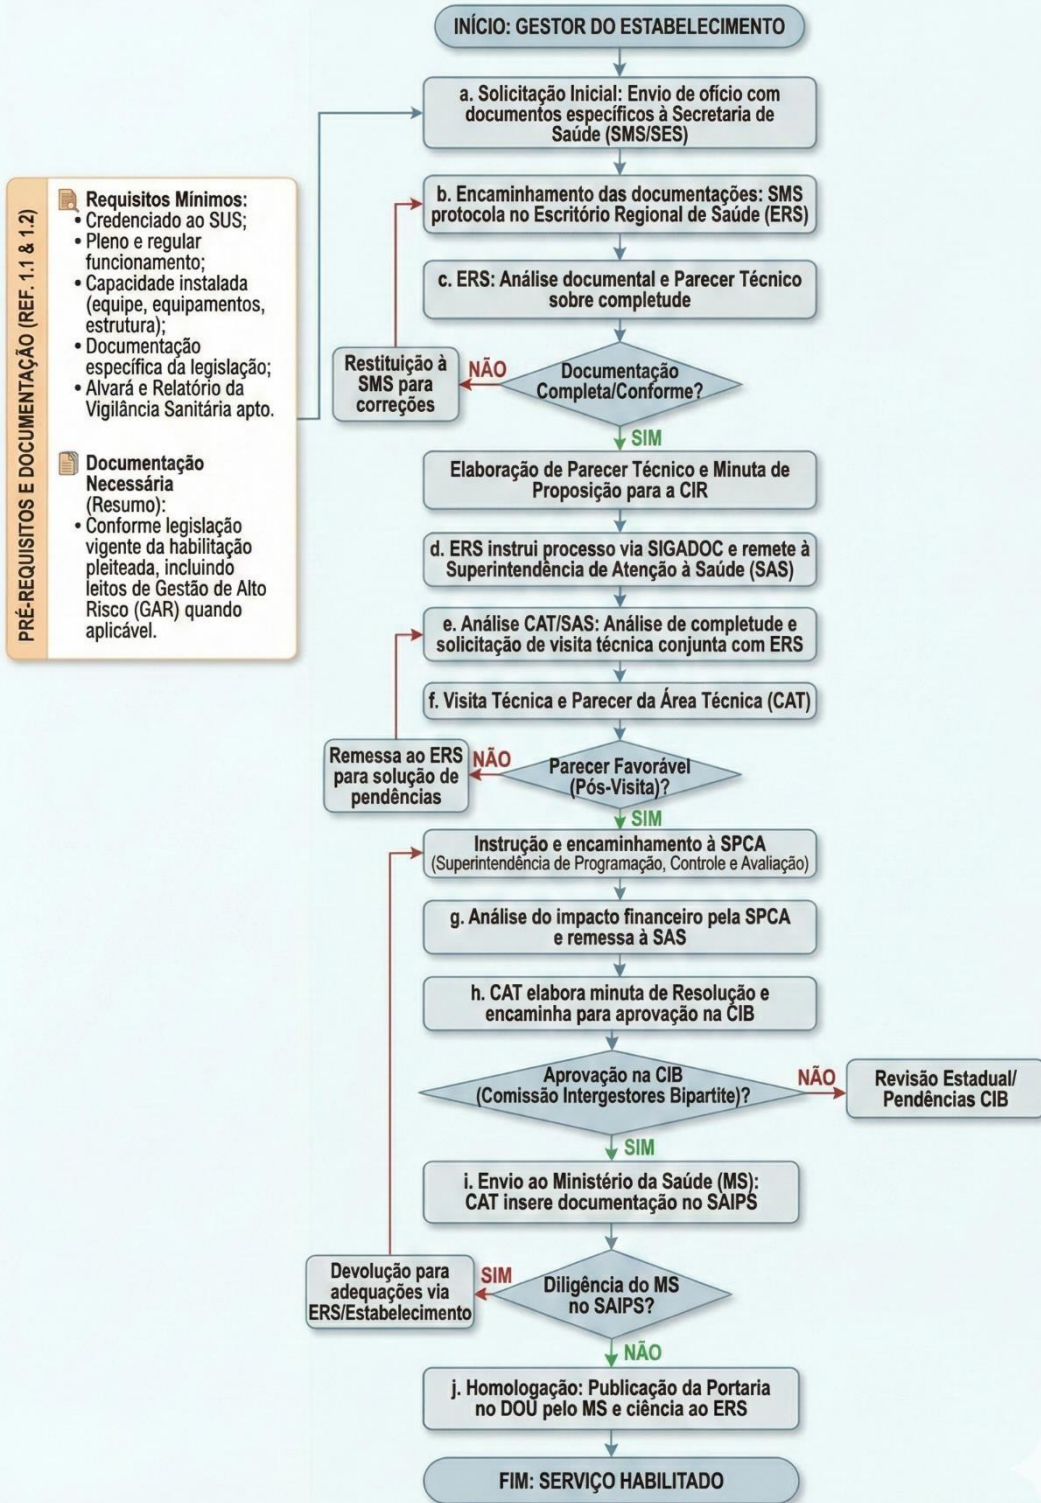 INÍCIO: GESTOR DO ESTABELECIMENTO
a. Solicitação Inicial: Envio de ofício com
documentos específicos à Secretaria de
Saúde (SMS/SES)
PRÉ-REQUISITOS E DOCUMENTAÇÃO (REF. 1.1 & 1.2)
Requisitos Mínimos:
• Credenciado ao SUS;
• Pleno e regular
funcionamento;
• Capacidade instalada
(equipe, equipamentos,
estrutura);
• Documentação
específica da legislação;
• Alvará e Relatório da
Vigilância Sanitária apto.
Documentação
Necessária
(Resumo):
• Conforme legislação
vigente da habilitação
pleiteada, incluindo
leitos de Gestão de Alto
Risco (GAR) quando
aplicável.
b. Encaminhamento das documentações: SMS
protocola no Escritório Regional de Saúde (ERS)
c. ERS: Análise documental e Parecer Técnico
sobre completude
Documentação
Completa/Conforme?
NÃO
Restituição à
SMS para
correções
SIM
Elaboração de Parecer Técnico e Minuta de
Proposição para a CIR
d. ERS instrui processo via SIGADOC e remete à
Superintendência de Atenção à Saúde (SAS)
e. Análise CAT/SAS: Análise de completude e
solicitação de visita técnica conjunta com ERS
f. Visita Técnica e Parecer da Área Técnica (CAT)
Parecer Favorável
(Pós-Visita)?
NÃO
Remessa ao ERS
para solução de
pendências
SIM
Instrução e encaminhamento à SPCA
(Superintendência de Programação, Controle e Avaliação)
g. Análise do impacto financeiro pela SPCA
e remessa à SAS
h. CAT elabora minuta de Resolução e
encaminha para aprovação na CIB
Aprovação na CIB
(Comissão Intergestores Bipartite)?
NÃO
Revisão Estadual/
Pendências CIB
SIM
i. Envio ao Ministério da Saúde (MS):
CAT insere documentação no SAIPS
Diligência do MS
no SAIPS?
SIM
Devolução para
adequações via
ERS/Estabelecimento
NÃO
j. Homologação: Publicação da Portaria
no DOU pelo MS e ciência ao ERS
FIM: SERVIÇO HABILITADO